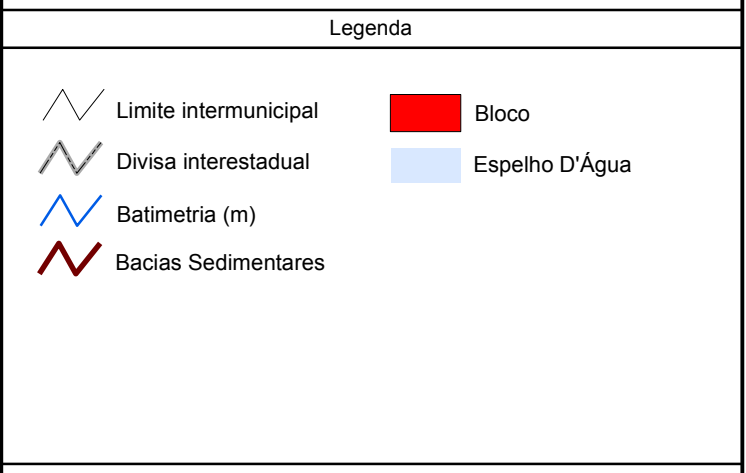 Legenda
Limite intermunicipal
Divisa interestadual
Batimetria (m)
Bacias Sedimentares
Bloco
Espelho D'Água